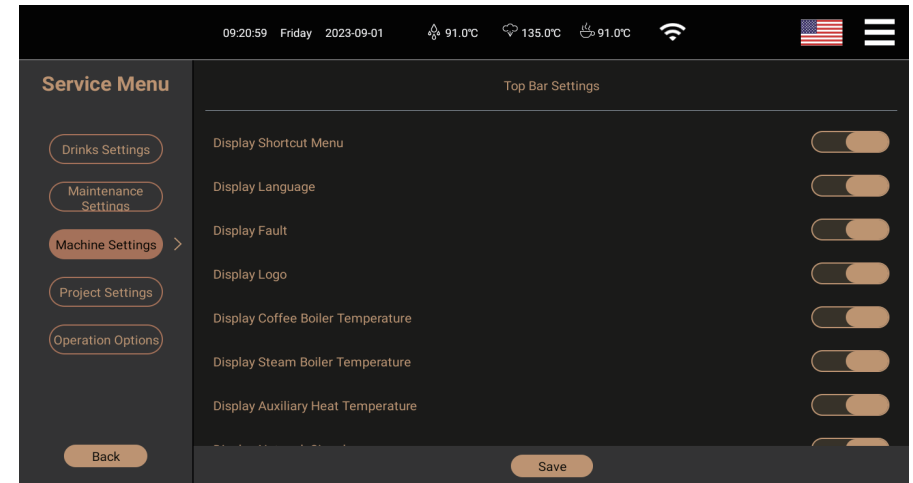 09:20:59 Friday 2023-09-01 91.0℃ 135.0℃ 91.0℃
Service Menu
Top Bar Settings
Drinks Settings
Maintenance
Settings
Machine Settings >
Project Settings
Operation Options
Back
Display Shortcut Menu
Display Language
Display Fault
Display Logo
Display Coffee Boiler Temperature
Display Steam Boiler Temperature
Display Auxiliary Heat Temperature
Save